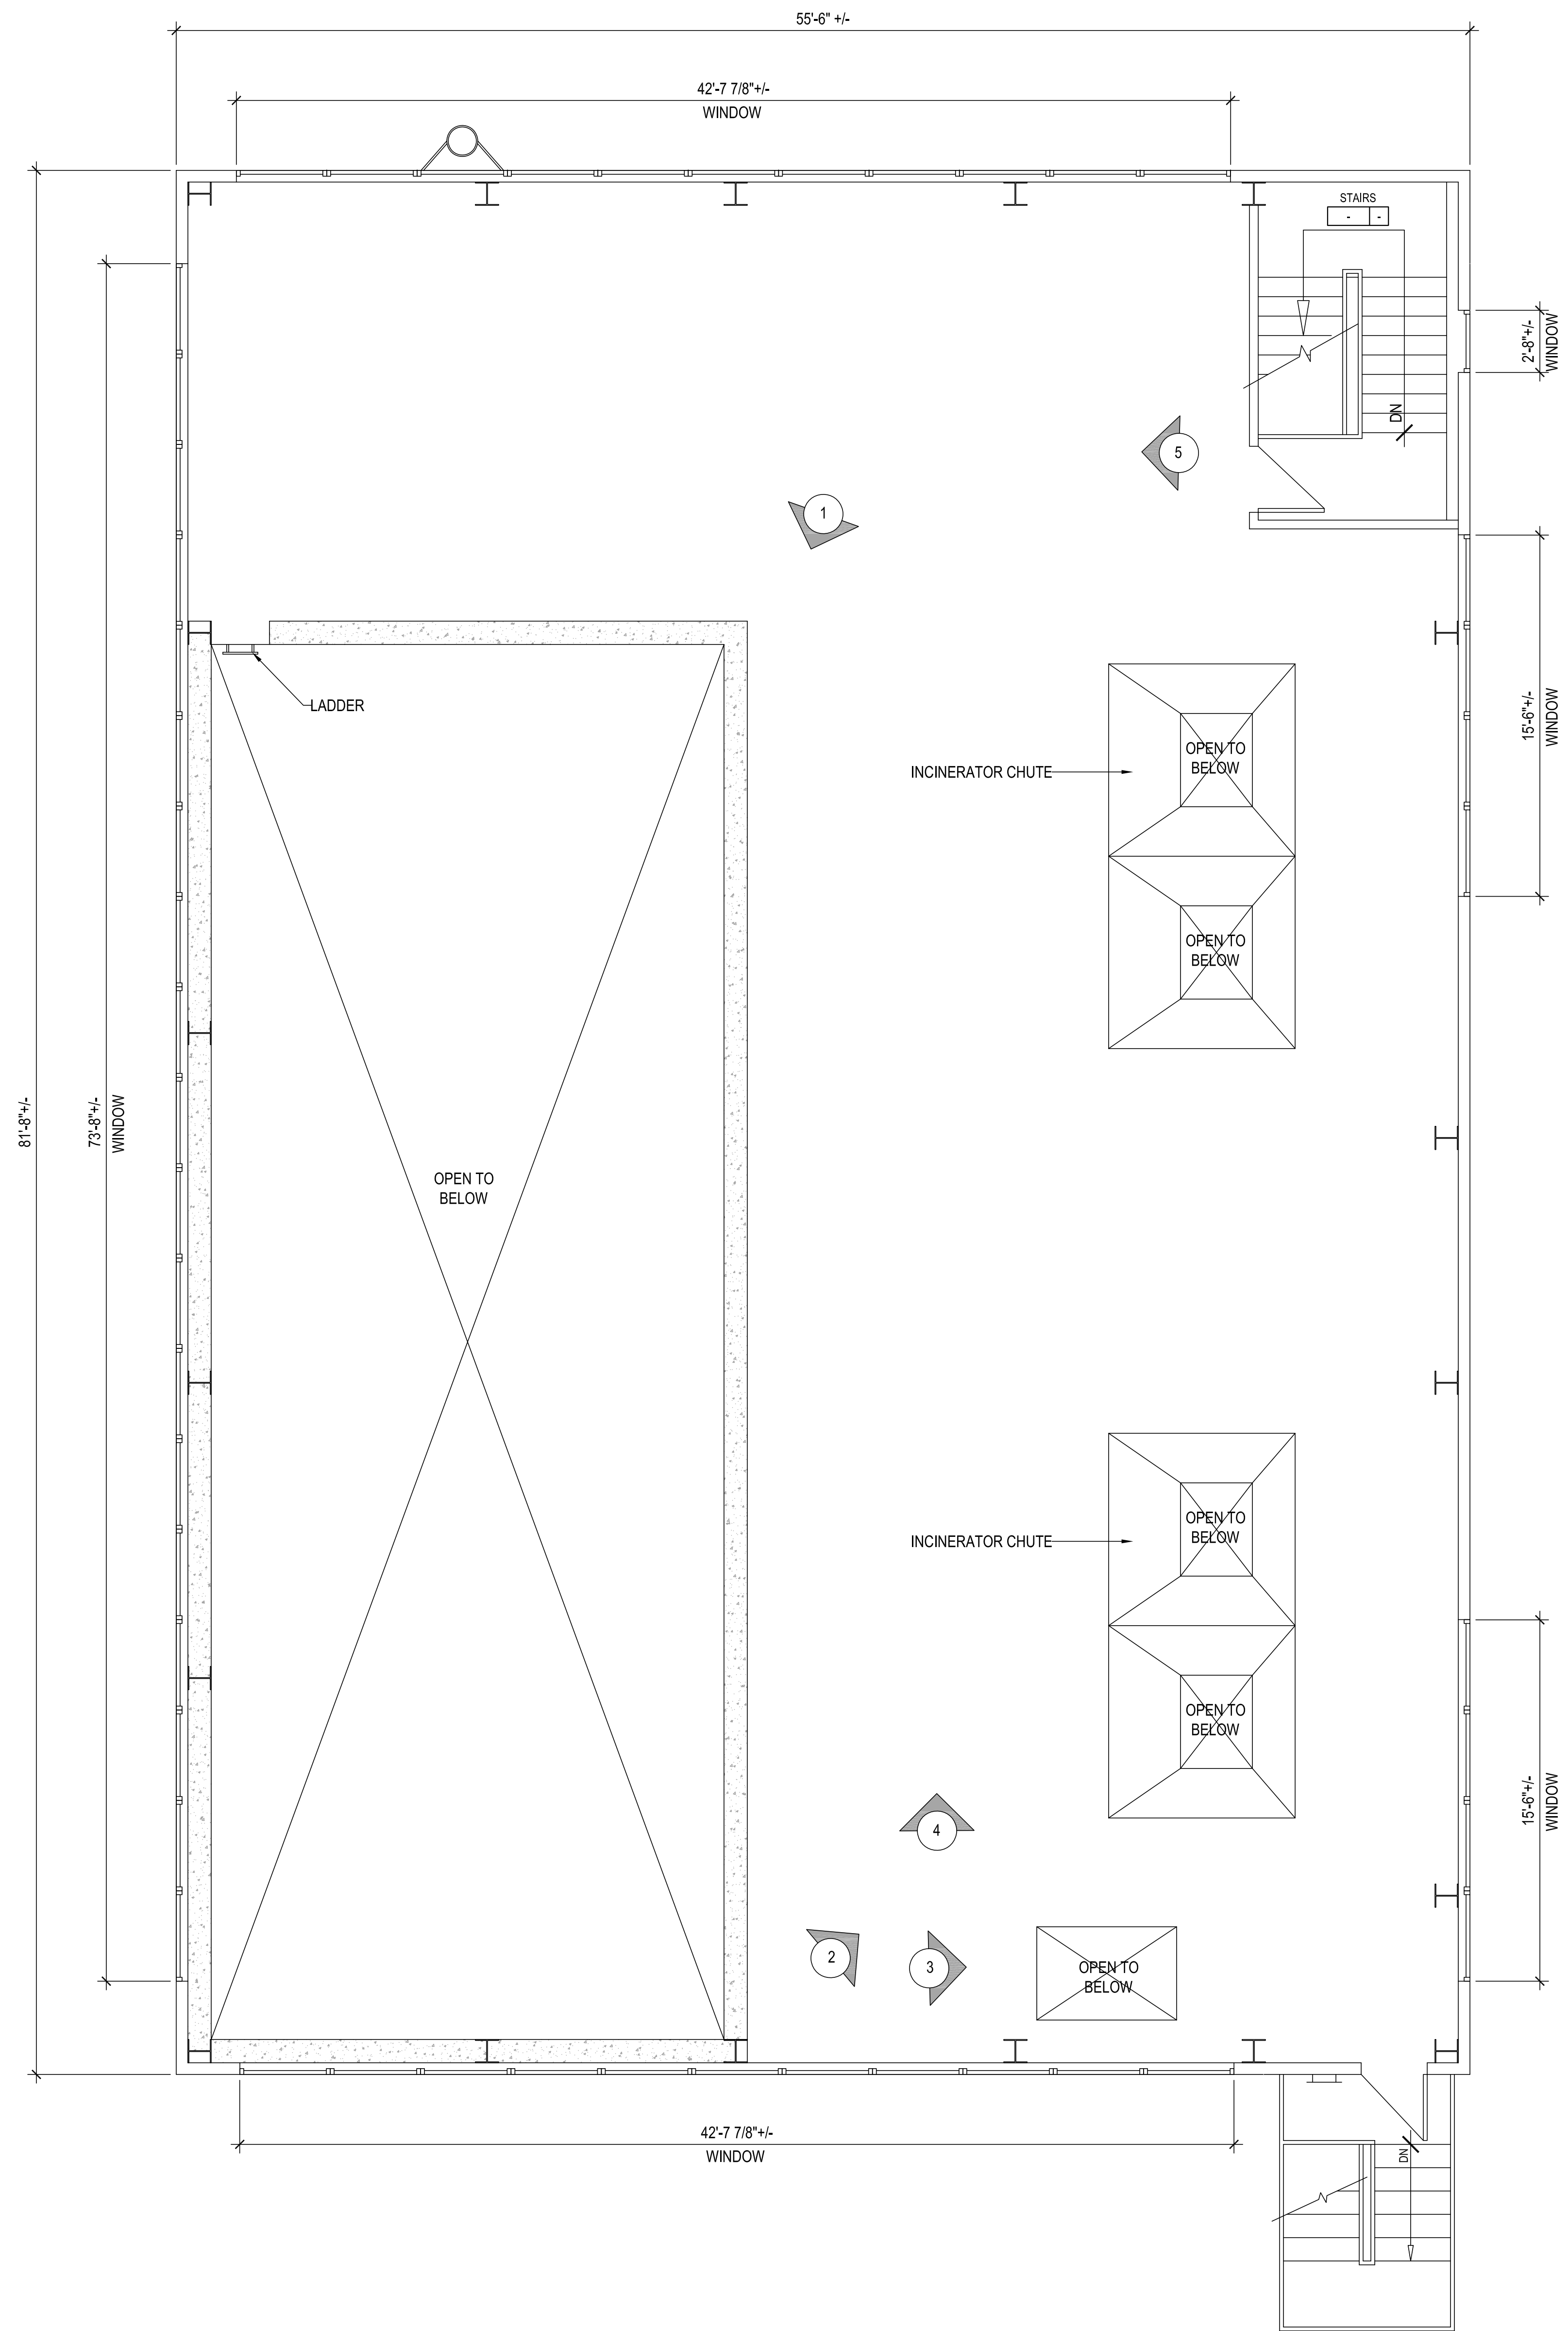 55'-6" +/-
42'-7 7/8"+/-
WINDOW
STAIRS
- -
2'-8"+/-
WINDOW
DN
5
1
15'-6"+/-
WINDOW
LADDER
INCINERATOR CHUTE
OPEN TO
BELOW
OPEN TO
BELOW
81'-8"+/-
73'-8"+/-
WINDOW
OPEN TO
BELOW
INCINERATOR CHUTE
OPEN TO
BELOW
OPEN TO
BELOW
15'-6"+/-
WINDOW
4
2
3
OPEN TO
BELOW
42'-7 7/8"+/-
WINDOW
DN